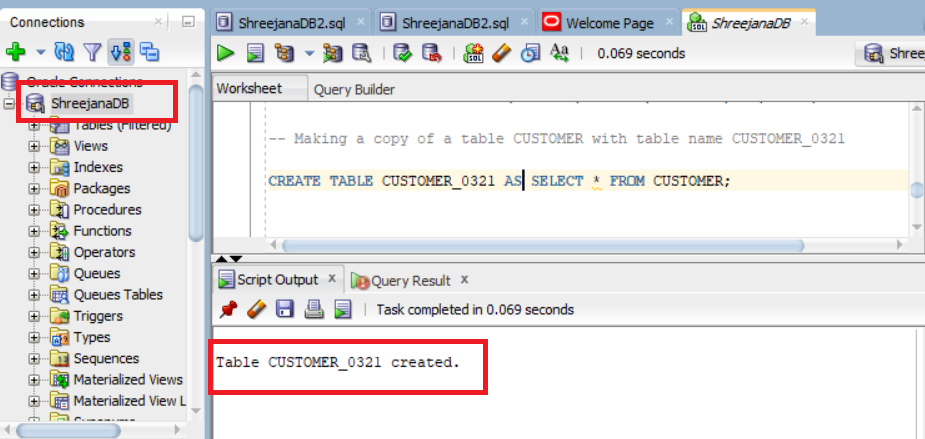 Connections
ShreejanaDB2.sql
ShreejanaDB2.sql
Welcome Page
ShreejanaDB
0.069 seconds
Shree
Oracle Connections
ShreejanaDB
Tables (Filtered)
Views
Indexes
Packages
Procedures
Functions
Operators
Queues
Queues Tables
Triggers
Types
Sequences
Materialized Views
Materialized View L
Worksheet
Query Builder
-- Making a copy of a table CUSTOMER with table name CUSTOMER_0321
CREATE TABLE CUSTOMER_0321 AS SELECT * FROM CUSTOMER;
Script Output
Query Result
Task completed in 0.069 seconds
Table CUSTOMER_0321 created.